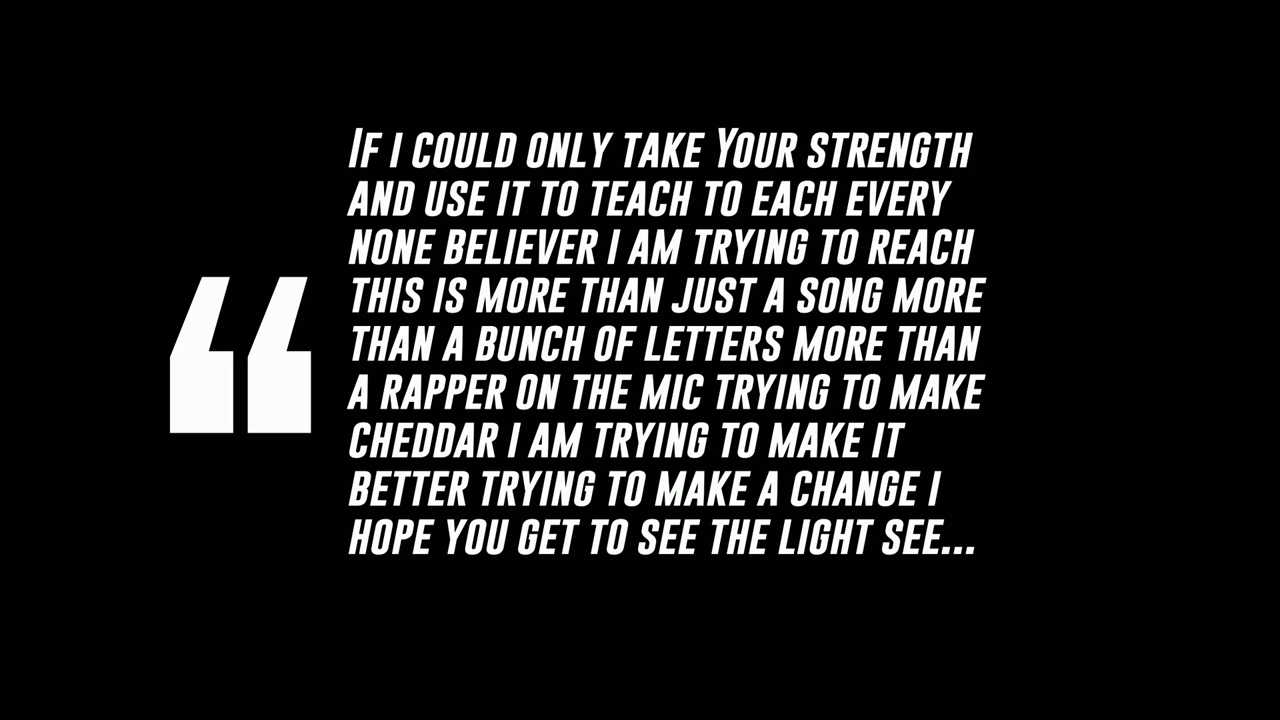 “
If I could only take Your strength
and use it to teach to each every
none believer I am trying to reach
this is more than just a song more
than a bunch of letters more than
a rapper on the mic trying to make
cheddar I am trying to make it
better trying to make a change I
hope you get to see the light see...